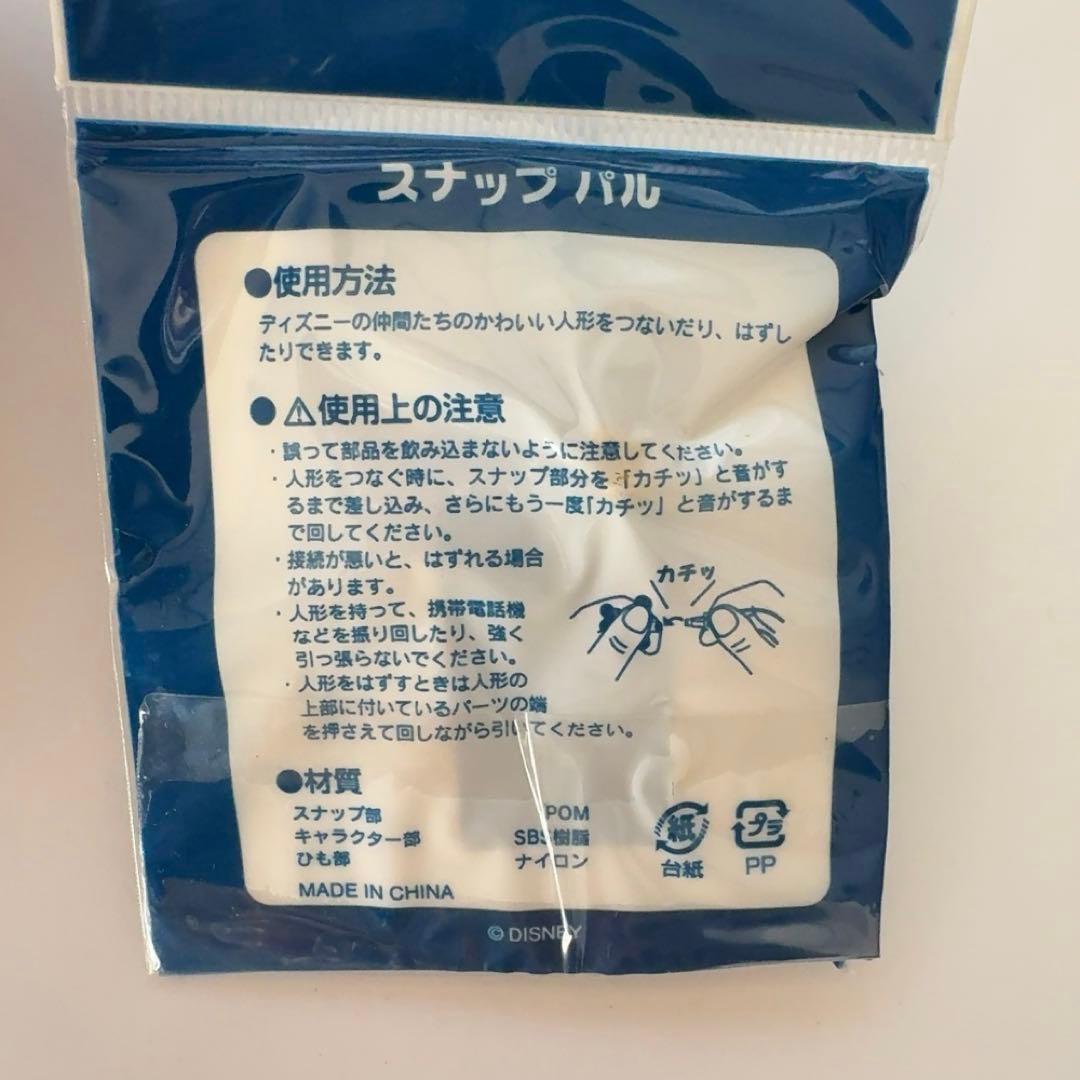 スナップ パル
●使用方法
ディズニーの仲間たちのかわいい人形をつないだり、はずし
たりできます。
●⚠使用上の注意
・誤って部品を飲み込まないように注意してください。
・人形をつなぐ時に、スナップ部分を「カチッ」と音がす
るまで差し込み、さらにもう一度「カチッ」と音がするま
で回してください。
・接続が悪いと、はずれる場合
があります。
・人形を持って、携帯電話機
などを振り回したり、強く
引っ張らないでください。
・人形をはずすときは人形の
上部に付いているパーツの端
を押さえて回しながら引いてください。
カチッ
●材質
スナップ部 POM
キャラクター部 SBS樹脂
ひも部 ナイロン
MADE IN CHINA
紙
台紙
プラ
PP
© DISNEY